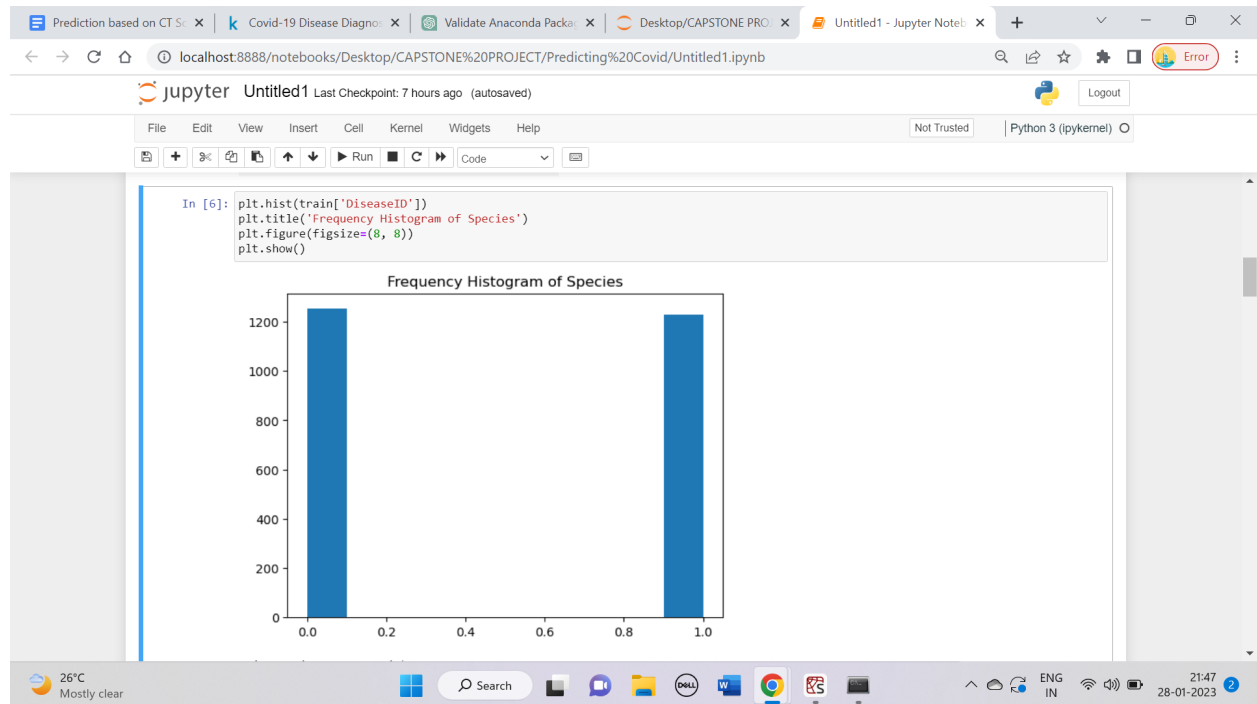 Prediction based on CT Sc
Covid-19 Disease Diagnos
Validate Anaconda Packag
Desktop/CAPSTONE PRO
Untitled1 - Jupyter Noteb
localhost:8888/notebooks/Desktop/CAPSTONE%20PROJECT/Predicting%20Covid/Untitled1.ipynb
Error
jupyter Untitled1 Last Checkpoint: 7 hours ago (autosaved)
Logout
File Edit View Insert Cell Kernel Widgets Help
Not Trusted
Python 3 (ipykernel)
Run
Code
In [6]: plt.hist(train['DiseaseID'])
plt.title('Frequency Histogram of Species')
plt.figure(figsize=(8, 8))
plt.show()
Frequency Histogram of Species
1200
1000
800
600
400
200
0
0.0 0.2 0.4 0.6 0.8 1.0
26°C
Mostly clear
Search
DELL
W
ENG
IN
21:47
28-01-2023
2